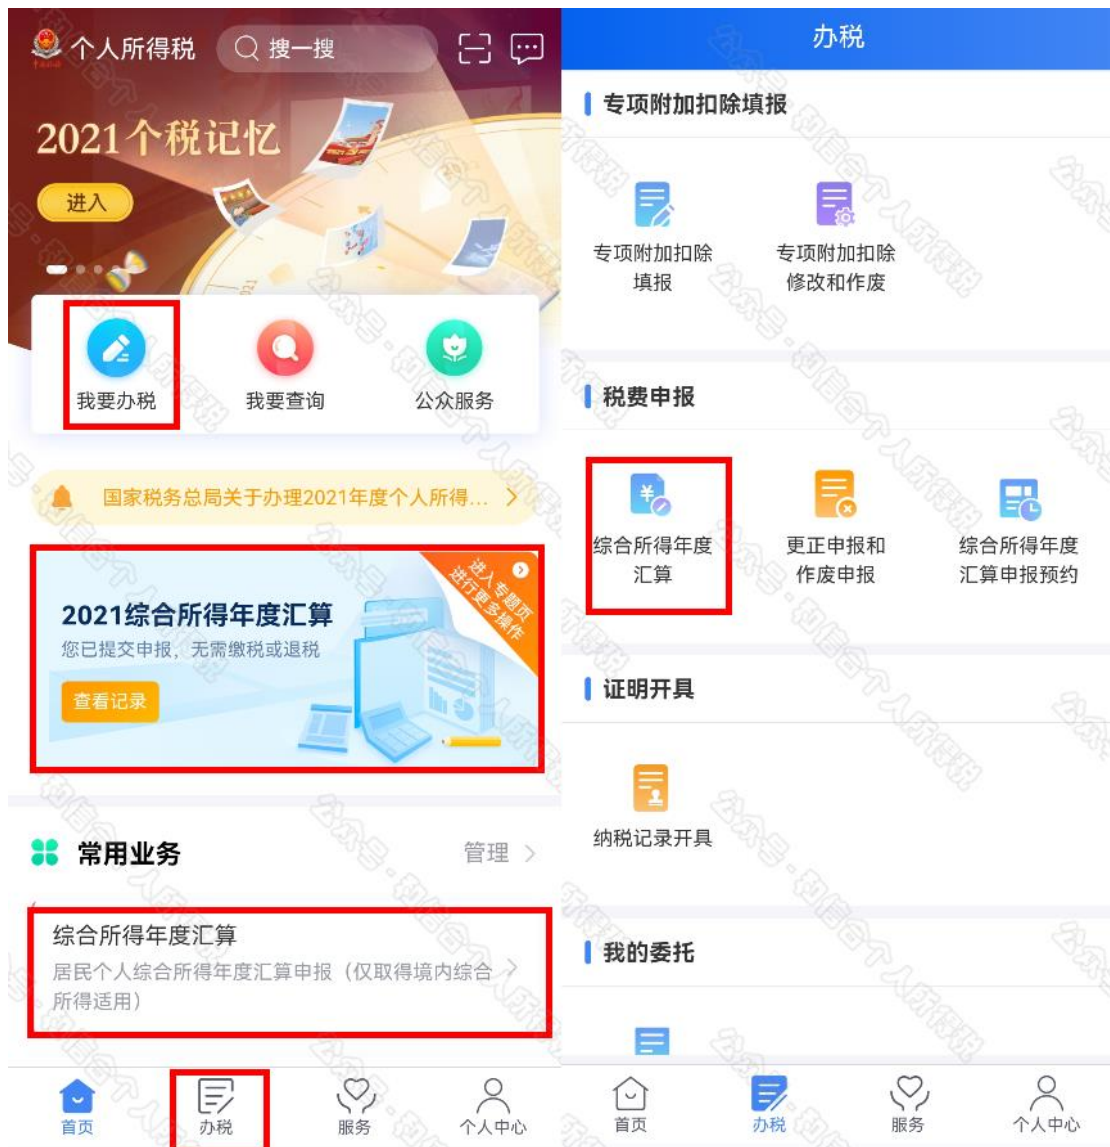 个人所得税
搜一搜
2021个税记忆
进入
我要办税
我要查询
公众服务
国家税务总局关于办理2021年度个人所得...
进入专题页
进行更多操作
2021综合所得年度汇算
您已提交申报，无需缴税或退税
查看记录
常用业务
管理
综合所得年度汇算
居民个人综合所得年度汇算申报（仅取得境内综合
所得适用）
首页
办税
服务
个人中心
办税
专项附加扣除填报
专项附加扣除
填报
专项附加扣除
修改和作废
税费申报
综合所得年度
汇算
更正申报和
作废申报
综合所得年度
汇算申报预约
证明开具
纳税记录开具
我的委托
首页
办税
服务
个人中心